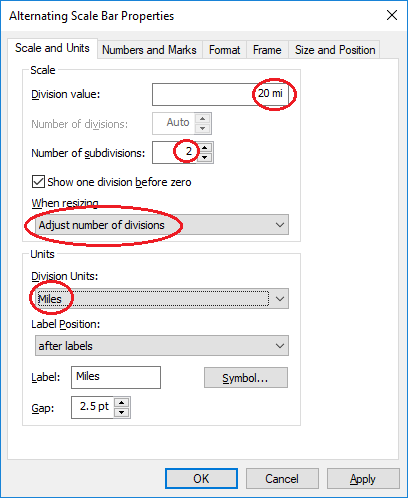 Alternating Scale Bar Properties
Scale and Units Numbers and Marks Format Frame Size and Position
Scale
Division value: 20 mi
Number of divisions: Auto
Number of subdivisions: 2
Show one division before zero
When resizing
Adjust number of divisions
Units
Division Units:
Miles
Label Position:
after labels
Label: Miles Symbol...
Gap: 2.5 pt
OK Cancel Apply